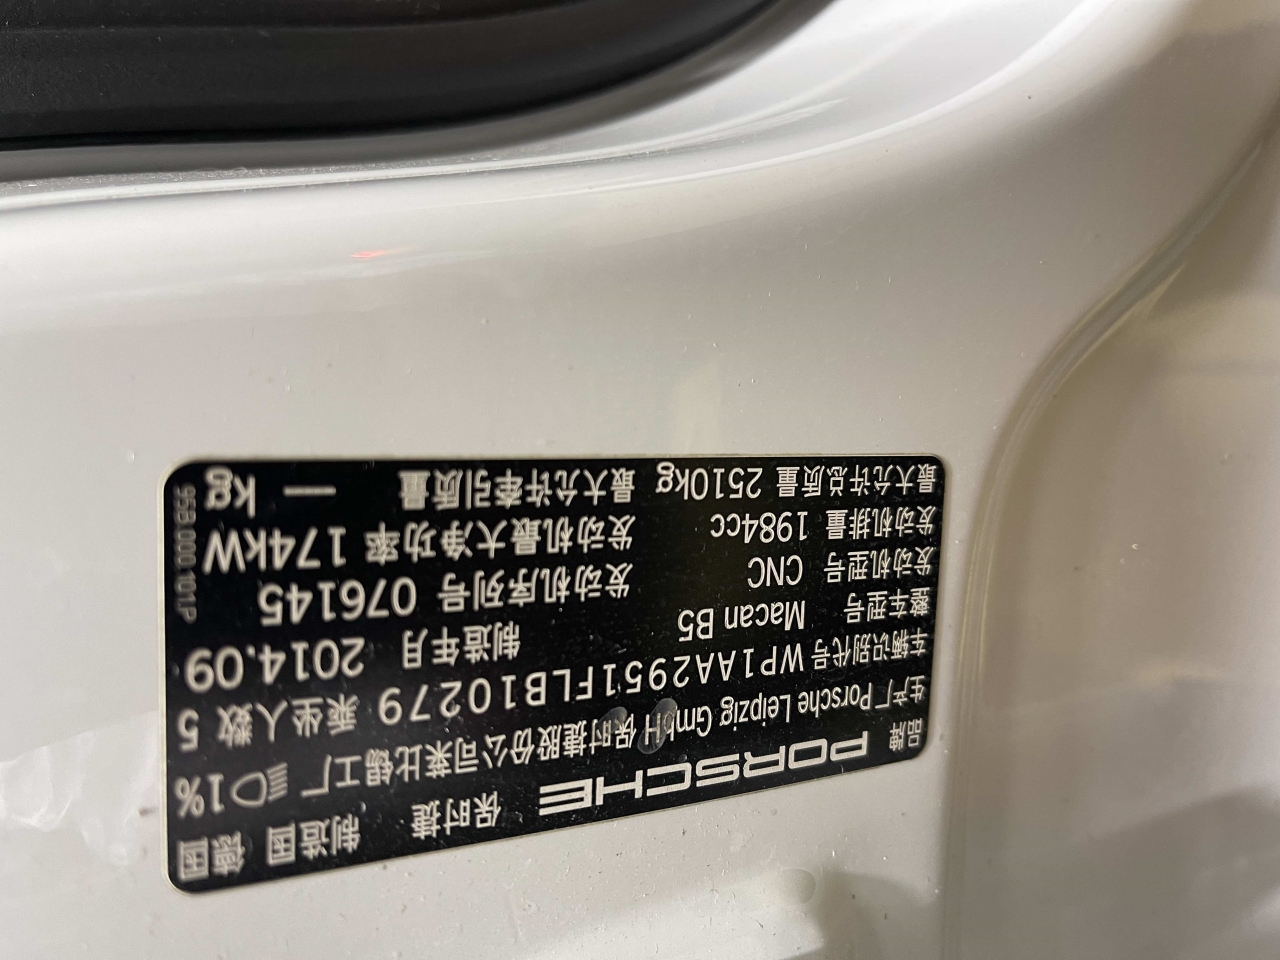 品牌 PORSCHE 保时捷 制造国 德国
生产厂 Porsche Leipzig GmbH 保时捷股份公司莱比锡工厂 1%
车辆识别代号 WP1AA2951FLB10279 乘坐人数 5
整车型号 Macan B5 制造年月 2014.09
发动机型号 CNC 发动机序列号 076145
发动机排量 1984cc 发动机最大净功率 174kW
最大允许总质量 2510kg 最大允许牵引质量 — kg
95B.000.101.P